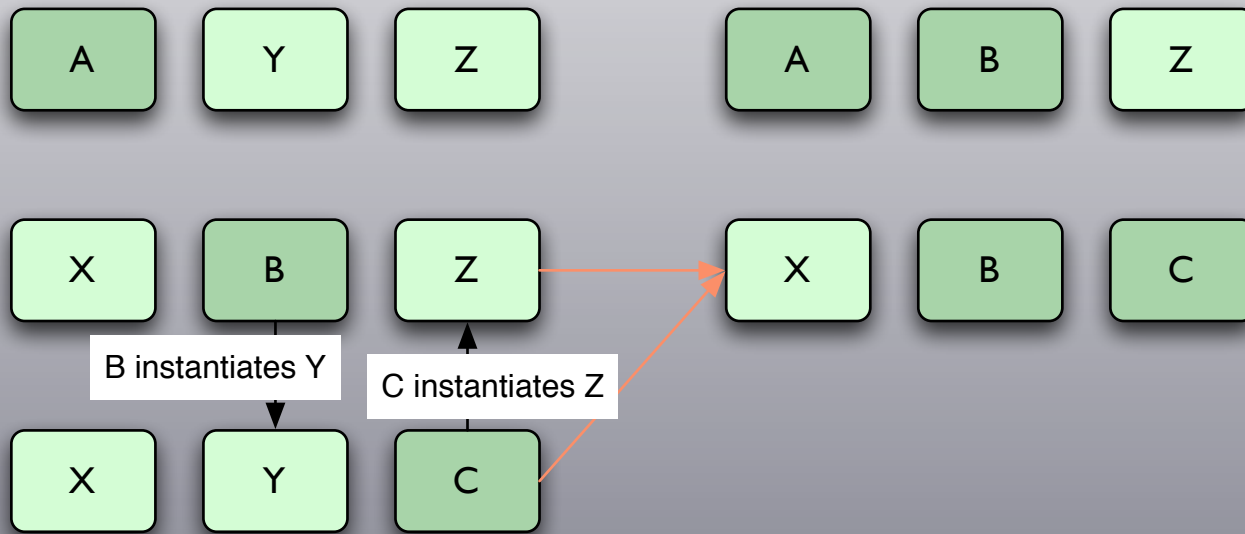 A Y Z A B Z
X B Z X B C
B instantiates Y
C instantiates Z
X Y C